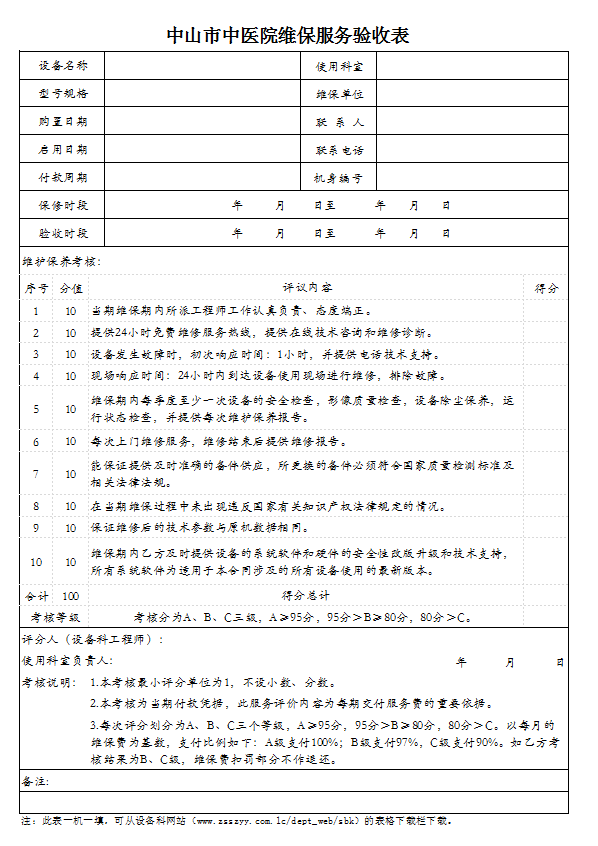 中山市中医院维保服务验收表
设备名称 使用科室
型号规格 维保单位
购置日期 联 系 人
启用日期 联系电话
付款周期 机身编号
保修时段 年 月 日至 年 月 日
验收时段 年 月 日至 年 月 日
维护保养考核：
序号 分值 评议内容 得分
1 10 当期维保期内所派工程师工作认真负责、态度端正。
2 10 提供24小时免费维修服务热线，提供在线技术咨询和维修诊断。
3 10 设备发生故障时，初次响应时间：1小时，并提供电话技术支持。
4 10 现场响应时间：24小时内到达设备使用现场进行维修，排除故障。
5 10 维保期内每季度至少一次设备的安全检查，影像质量检查，设备除尘保养，运
行状态检查，并提供每次维护保养报告。
6 10 每次上门维修服务，维修结束后提供维修报告。
7 10 能保证提供及时准确的备件供应，所更换的备件必须符合国家质量检测标准及
相关法律法规。
8 10 在当期维保过程中未出现违反国家有关知识产权法律规定的情况。
9 10 保证维修后的技术参数与原机数据相同。
10 10 维保期内乙方及时提供设备的系统软件和硬件的安全性改版升级和技术支持，
所有系统软件为适用于本合同涉及的所有设备使用的最新版本。
合计 100 得分总计
考核等级 考核分为A、B、C三级，A≥95分，95分＞B≥80分，80分＞C。
评分人（设备科工程师）：
使用科室负责人： 年 月 日
考核说明： 1.本考核最小评分单位为1，不设小数、分数。
2.本考核为当期付款凭据，此服务评价内容为每期交付服务费的重要依据。
3.每次评分划分为A、B、C三个等级，A≥95分，95分＞B≥80分，80分＞C。以每月的
维保费为基数，支付比例如下：A级支付100%；B级支付97%，C级支付90%。如乙方考
核结果为B、C级，维保费扣罚部分不作退还。
备注:
注：此表一机一填，可从设备科网站（www.zsszyy.com.lc/dept_web/sbk）的表格下载栏下载。